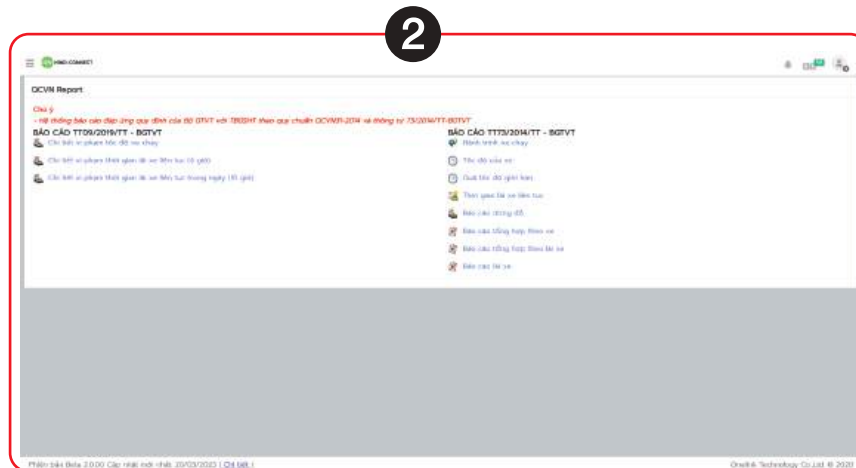 2
HINO-CONNECT
QCVN Report
Chú ý
- Hệ thống báo cáo đáp ứng quy định của Bộ GTVT với TBGSHT theo quy chuẩn QCVN31-2014 và thông tư 73/2014/TT-BGTVT
BÁO CÁO TT09/2019/TT - BGTVT
Chi tiết vi phạm tốc độ xe chạy
Chi tiết vi phạm thời gian lái xe liên tục (4 giờ)
Chi tiết vi phạm thời gian lái xe liên tục trong ngày (10 giờ)
BÁO CÁO TT73/2014/TT - BGTVT
Hành trình xe chạy
Tốc độ của xe
Quá tốc độ giới hạn
Thời gian lái xe liên tục
Báo cáo dừng đỗ
Báo cáo tổng hợp theo xe
Báo cáo tổng hợp theo lái xe
Báo cáo lái xe
Phiên bản Beta 2.0.00 Cập nhật mới nhất: 20/03/2023 ( Chi tiết )
Onelink Technology Co.,Ltd. © 2020